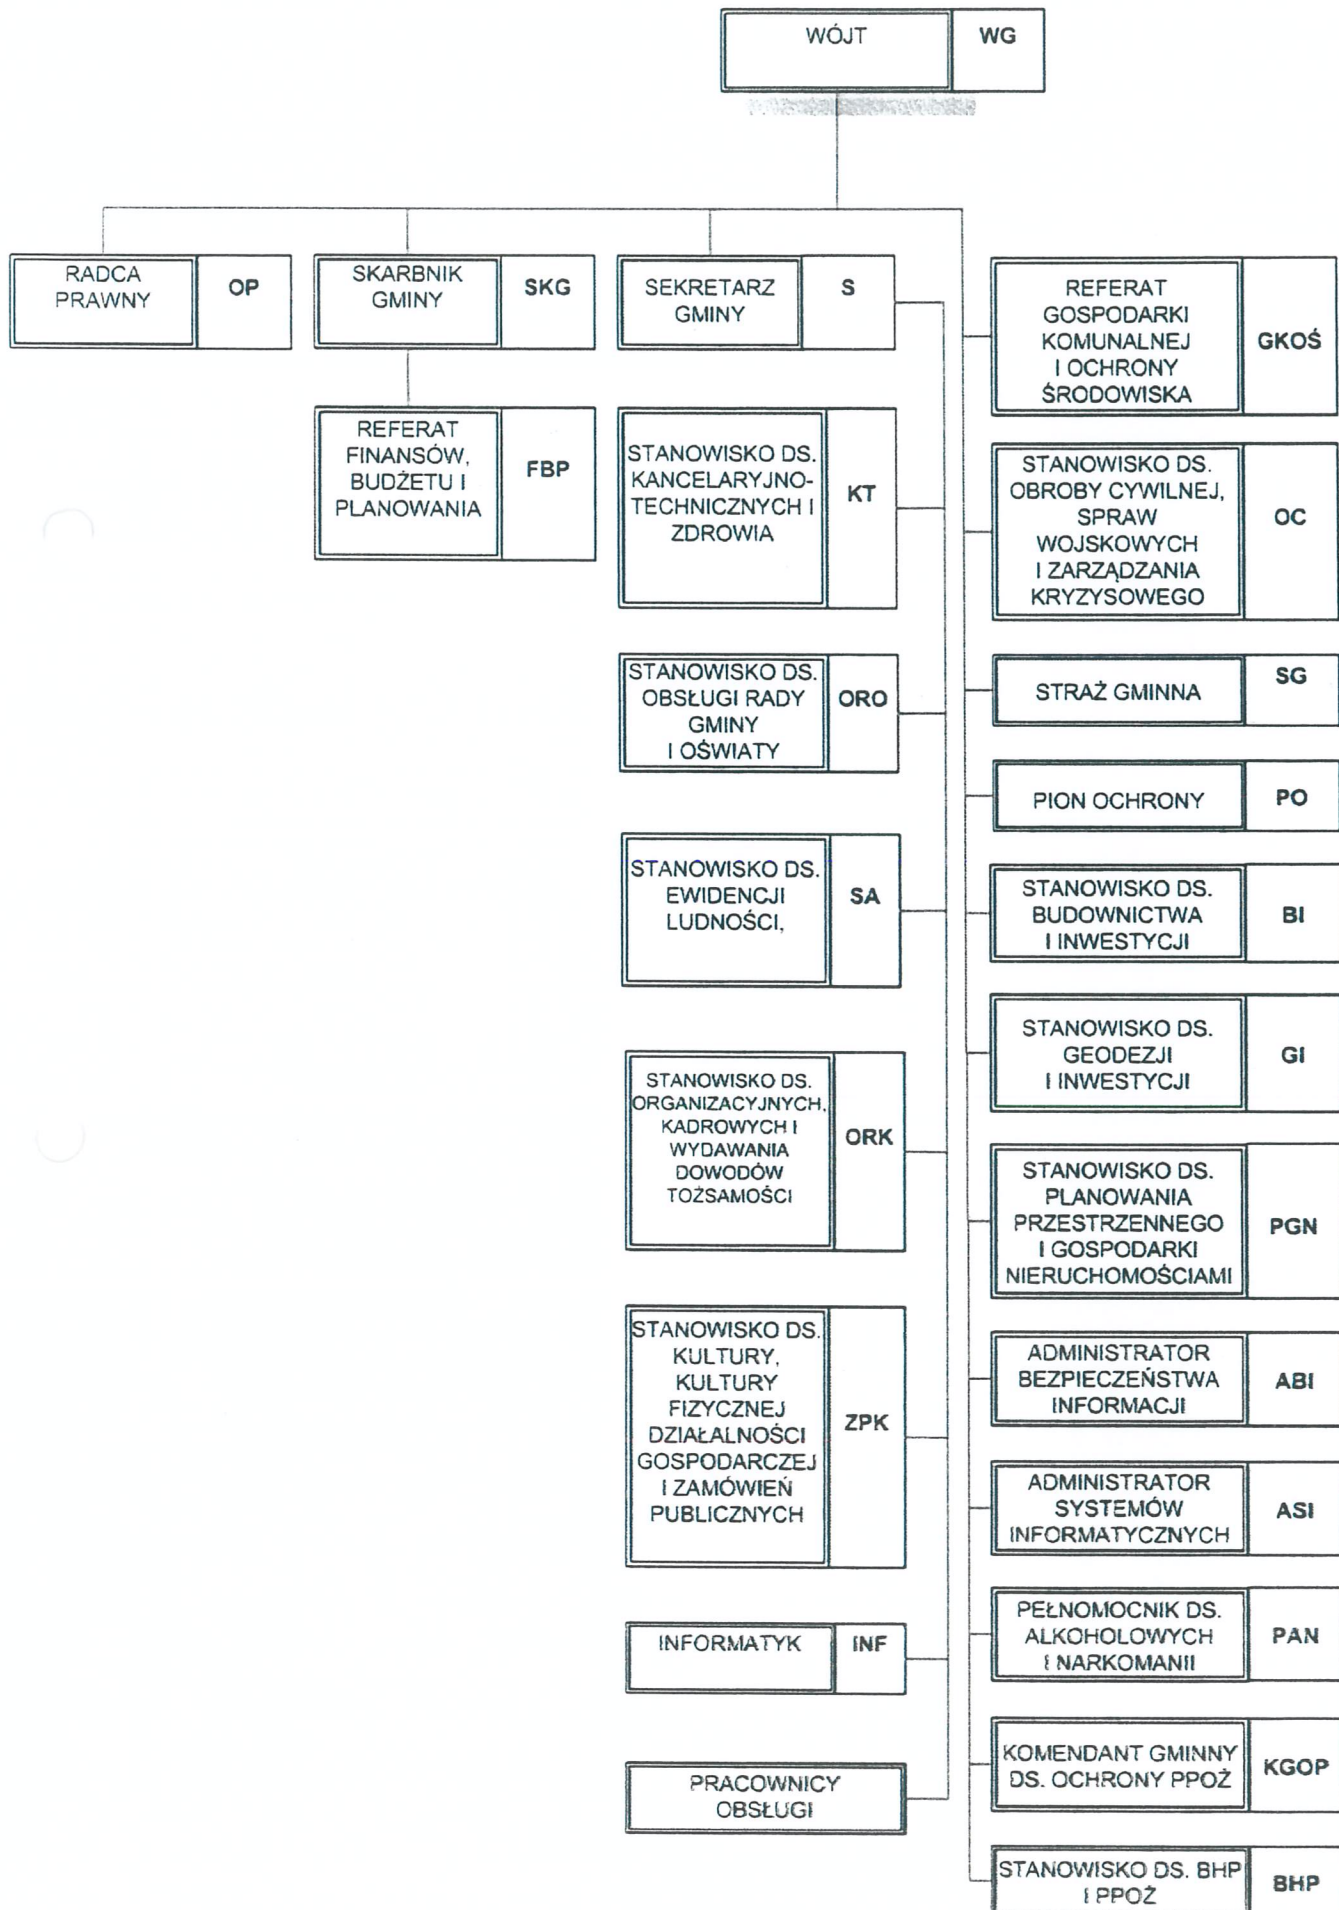 WÓJT
WG
RADCA
PRAWNY
OP
SKARBNIK
GMINY
SKG
SEKRETARZ
GMINY
S
REFERAT
FINANSÓW,
BUDŻETU I
PLANOWANIA
FBP
STANOWISKO DS.
KANCELARYJNO-
TECHNICZNYCH I
ZDROWIA
KT
STANOWISKO DS.
OBSŁUGI RADY
GMINY
I OŚWIATY
ORO
STANOWISKO DS.
EWIDENCJI
LUDNOŚCI,
SA
STANOWISKO DS.
ORGANIZACYJNYCH,
KADROWYCH I
WYDAWANIA
DOWODÓW
TOŻSAMOŚCI
ORK
STANOWISKO DS.
KULTURY,
KULTURY
FIZYCZNEJ
DZIAŁALNOŚCI
GOSPODARCZEJ
I ZAMÓWIEŃ
PUBLICZNYCH
ZPK
INFORMATYK
INF
PRACOWNICY
OBSŁUGI
REFERAT
GOSPODARKI
KOMUNALNEJ
I OCHRONY
ŚRODOWISKA
GKOŚ
STANOWISKO DS.
OBROBY CYWILNEJ,
SPRAW
WOJSKOWYCH
I ZARZĄDZANIA
KRYZYSOWEGO
OC
STRAŻ GMINNA
SG
PION OCHRONY
PO
STANOWISKO DS.
BUDOWNICTWA
I INWESTYCJI
BI
STANOWISKO DS.
GEODEZJI
I INWESTYCJI
GI
STANOWISKO DS.
PLANOWANIA
PRZESTRZENNEGO
I GOSPODARKI
NIERUCHOMOŚCIAMI
PGN
ADMINISTRATOR
BEZPIECZEŃSTWA
INFORMACJI
ABI
ADMINISTRATOR
SYSTEMÓW
INFORMATYCZNYCH
ASI
PEŁNOMOCNIK DS.
ALKOHOLOWYCH
I NARKOMANII
PAN
KOMENDANT GMINNY
DS. OCHRONY PPOŻ
KGOP
STANOWISKO DS. BHP
I PPOŻ
BHP